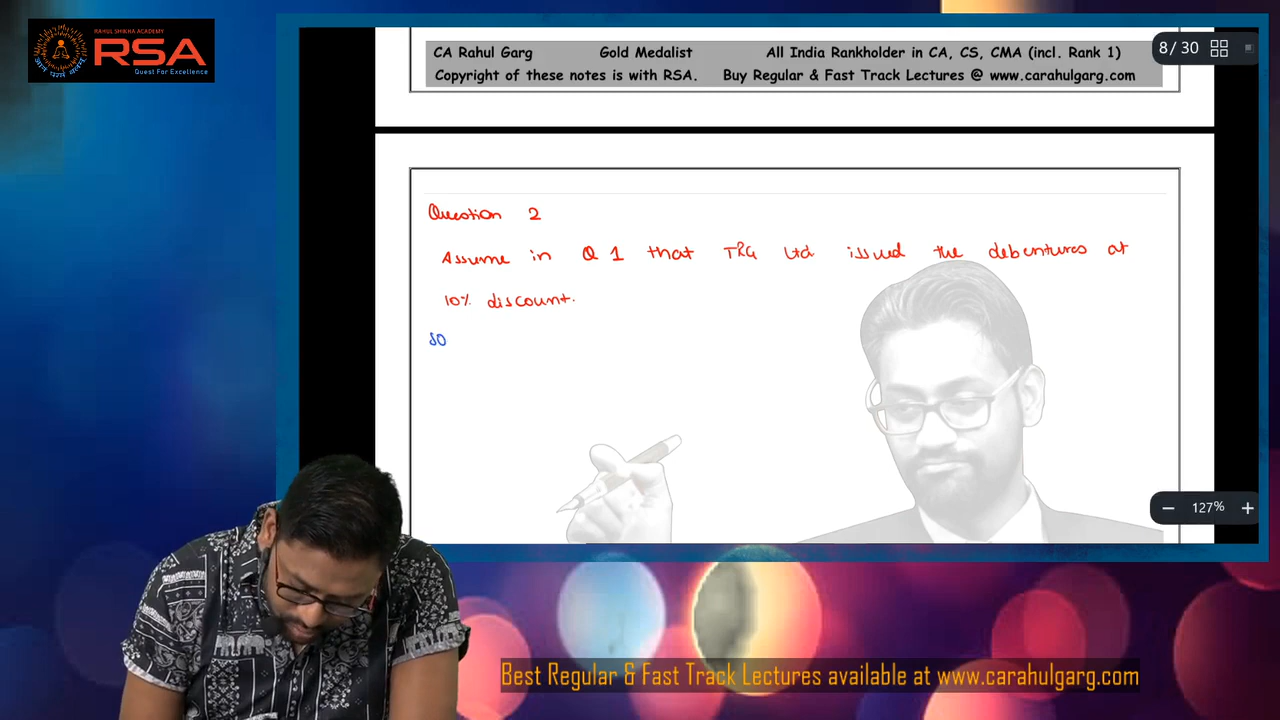 RAHUL SHIKHA ACADEMY
RSA
Quest For Excellence
CA Rahul Garg Gold Medalist All India Rankholder in CA, CS, CMA (incl. Rank 1)
Copyright of these notes is with RSA. Buy Regular & Fast Track Lectures @ www.carahulgarg.com
8/30
Question 2
Assume in Q 1 that TRG Ltd issued the debentures at
10% discount.
so
127%
Best Regular & Fast Track Lectures available at www.carahulgarg.com